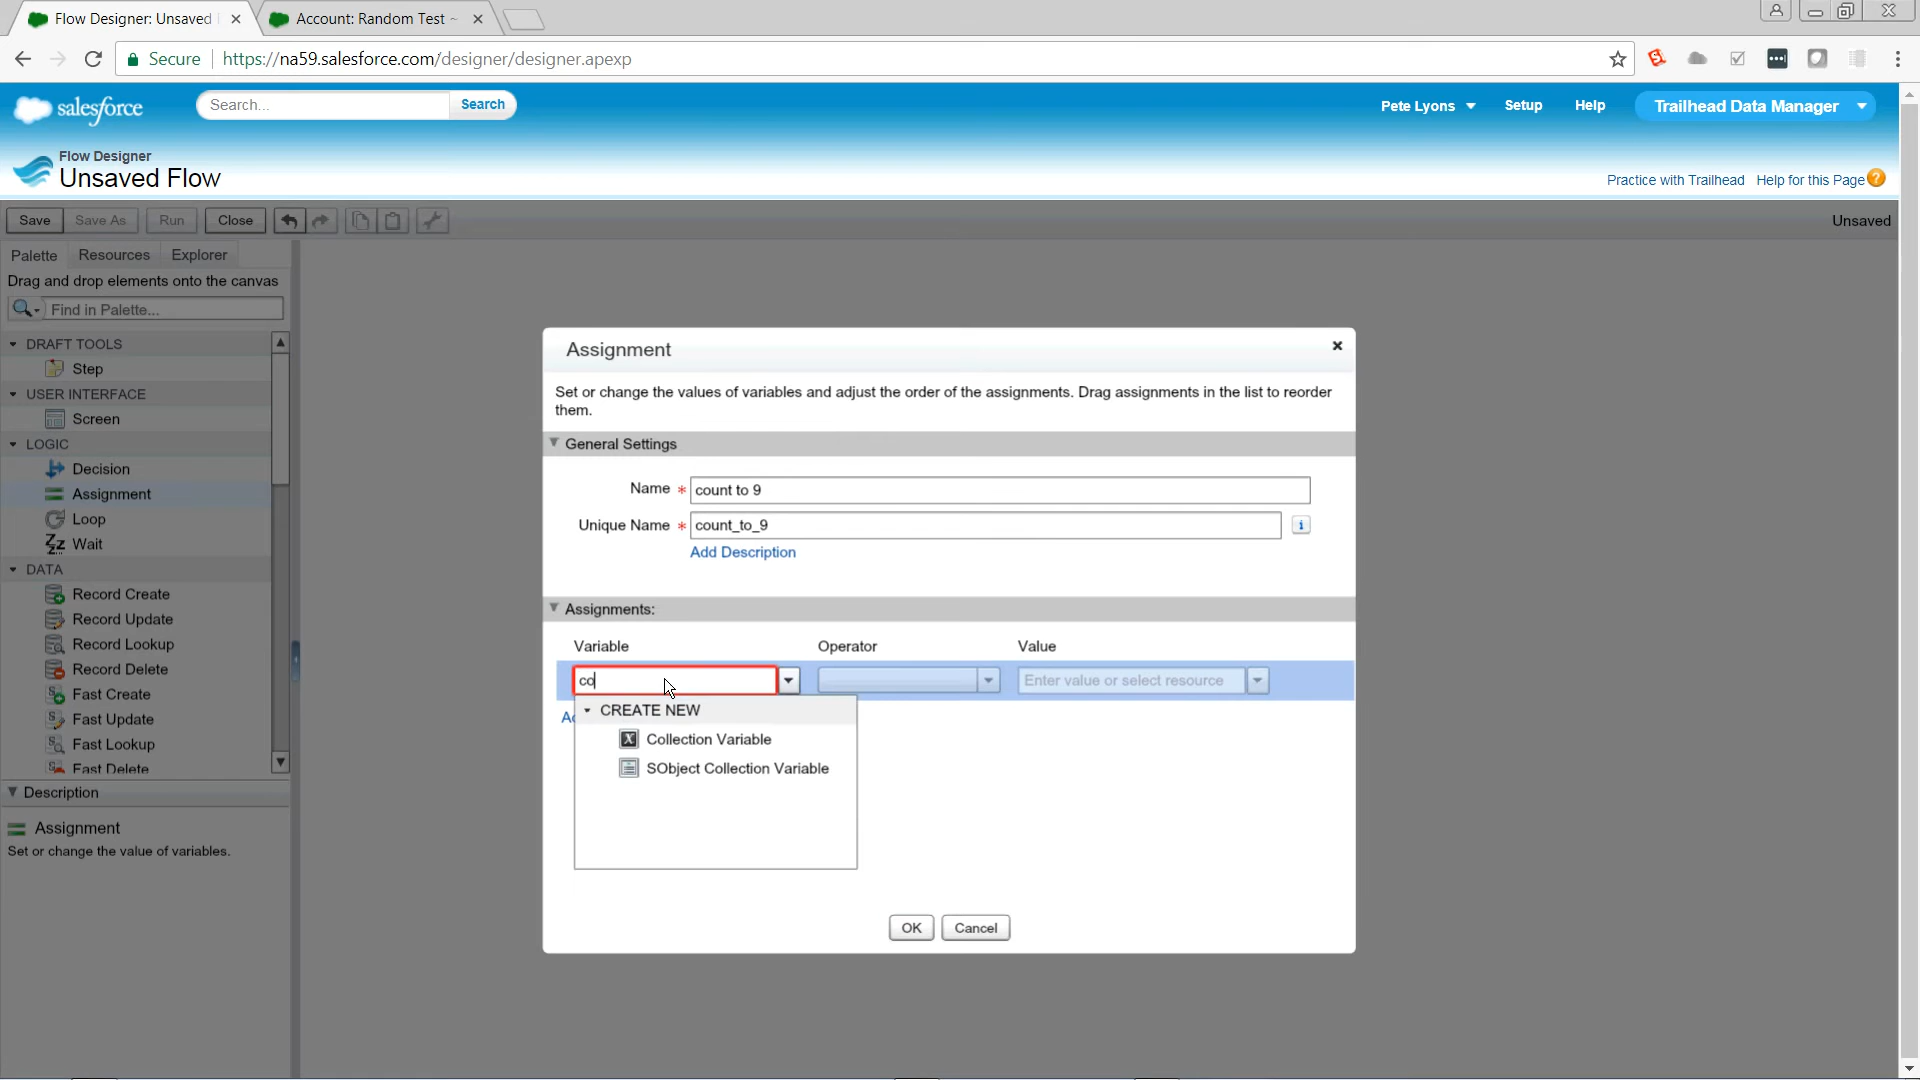 Flow Designer: Unsaved
Account: Random Test ~
Secure
https://na59.salesforce.com/designer/designer.apexp
salesforce
Search...
Search
Pete Lyons
Setup
Help
Trailhead Data Manager
Flow Designer
Unsaved Flow
Practice with Trailhead
Help for this Page
Save
Save As
Run
Close
Unsaved
Palette
Resources
Explorer
Drag and drop elements onto the canvas
Find in Palette...
DRAFT TOOLS
Step
USER INTERFACE
Screen
LOGIC
Decision
Assignment
Loop
Wait
DATA
Record Create
Record Update
Record Lookup
Record Delete
Fast Create
Fast Update
Fast Lookup
Fast Delete
Description
Assignment
Set or change the value of variables.
Assignment
Set or change the values of variables and adjust the order of the assignments. Drag assignments in the list to reorder
them.
General Settings
Name * count to 9
Unique Name * count_to_9
Add Description
Assignments:
Variable
Operator
Value
co
Enter value or select resource
CREATE NEW
Collection Variable
SObject Collection Variable
OK
Cancel